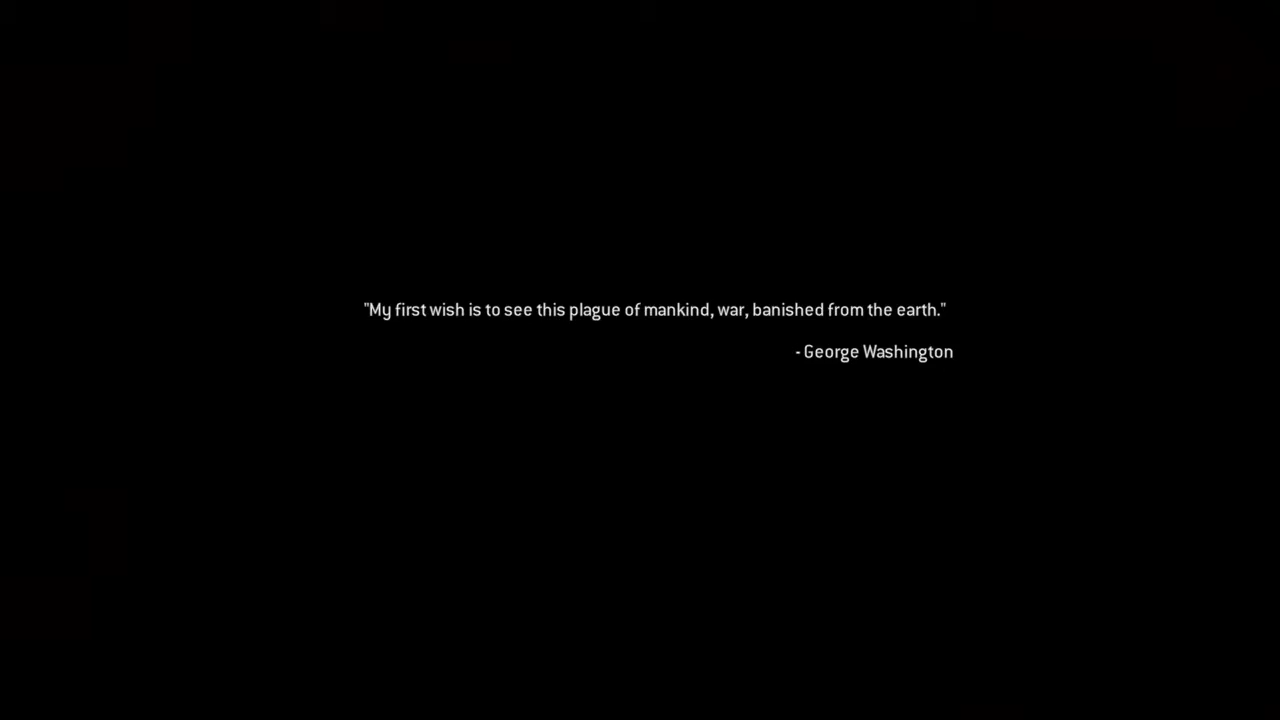 "My first wish is to see this plague of mankind, war, banished from the earth."
- George Washington